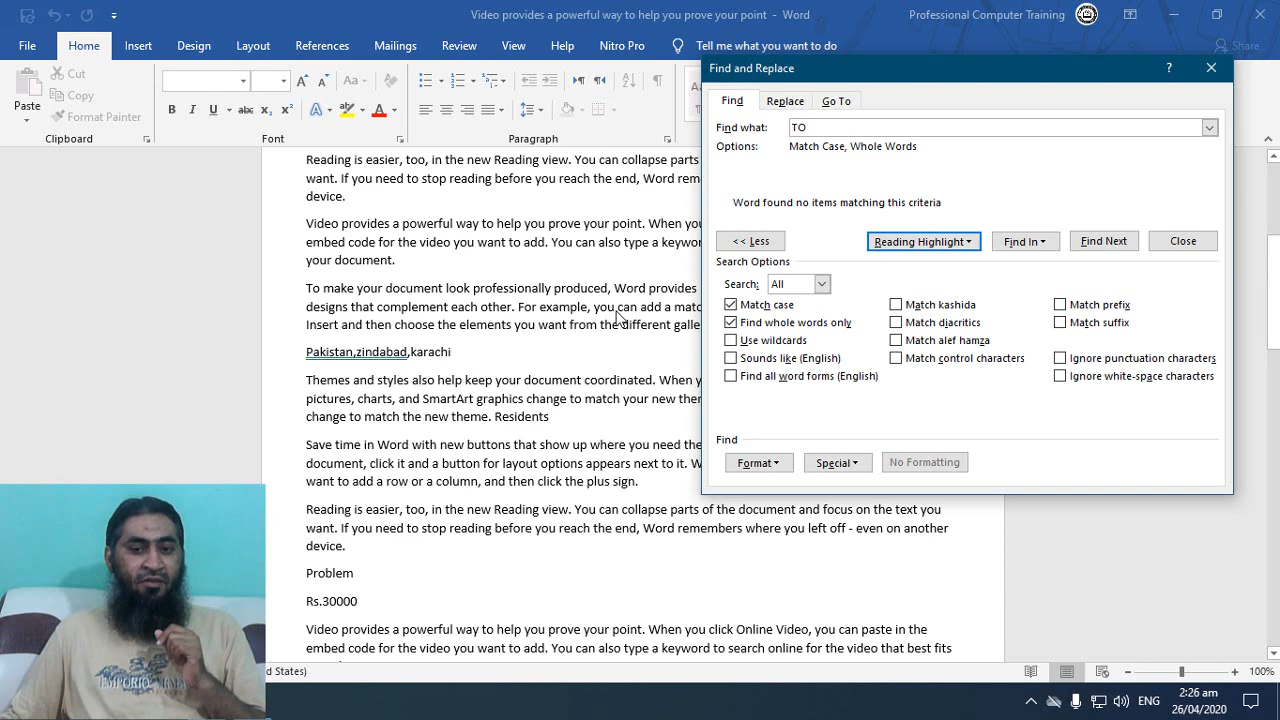 Video provides a powerful way to help you prove your point - Word
Professional Computer Training
File Home Insert Design Layout References Mailings Review View Help Nitro Pro Tell me what you want to do Share
Paste
Cut
Copy
Format Painter
Clipboard
Font
Paragraph
Find and Replace
Find Replace Go To
Find what: TO
Options: Match Case, Whole Words
Word found no items matching this criteria
<< Less Reading Highlight Find In Find Next Close
Search Options
Search: All
Match case
Find whole words only
Use wildcards
Sounds like (English)
Find all word forms (English)
Match kashida
Match diacritics
Match alef hamza
Match control characters
Match prefix
Match suffix
Ignore punctuation characters
Ignore white-space characters
Find
Format Special No Formatting
Reading is easier, too, in the new Reading view. You can collapse parts
want. If you need to stop reading before you reach the end, Word
device.
Video provides a powerful way to help you prove your point. When
embed code for the video you want to add. You can also type a
your document.
To make your document look professionally produced, Word provides
designs that complement each other. For example, you can add a
Insert and then choose the elements you want from the different
Pakistan,zindabad,karachi
Themes and styles also help keep your document coordinated. When
pictures, charts, and SmartArt graphics change to match your new
change to match the new theme. Residents
Save time in Word with new buttons that show up where you need
document, click it and a button for layout options appears next to it.
want to add a row or a column, and then click the plus sign.
Reading is easier, too, in the new Reading view. You can collapse parts of the document and focus on the text you
want. If you need to stop reading before you reach the end, Word remembers where you left off - even on another
device.
Problem
Rs.30000
Video provides a powerful way to help you prove your point. When you click Online Video, you can paste in the
embed code for the video you want to add. You can also type a keyword to search online for the video that best fits
d States)
100%
EMPORIO
ENG
2:26 am
26/04/2020